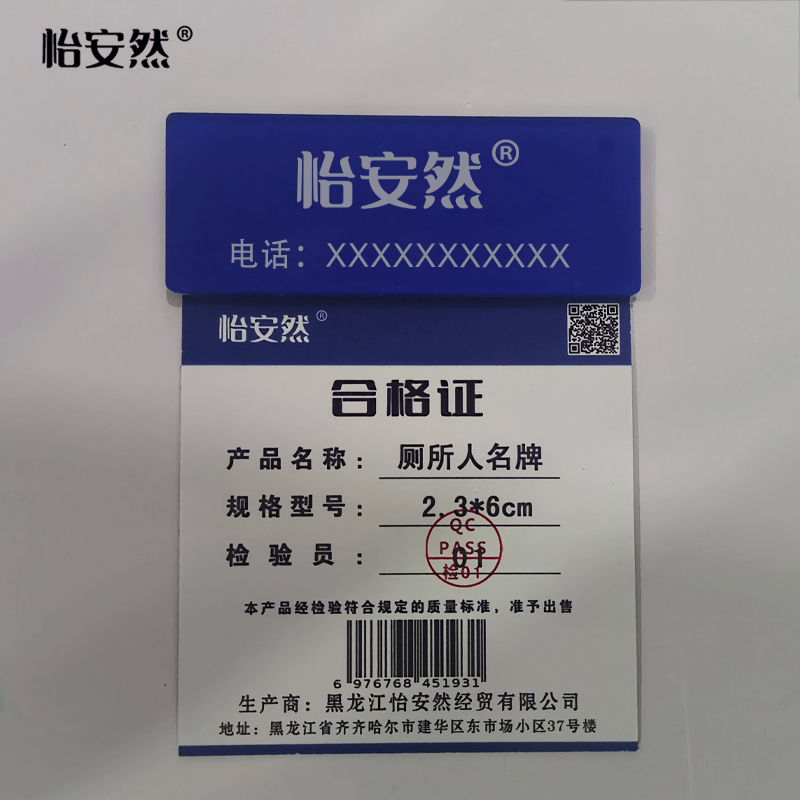 怡安然®
怡安然®
电话：XXXXXXXXXXX
怡安然®
合格证
产品名称：厕所人名牌
规格型号：2.3*6cm
检验员：01
QC
PASS
检01
本产品经检验符合规定的质量标准，准予出售
6 976768 451931
生产商：黑龙江怡安然经贸有限公司
地址：黑龙江省齐齐哈尔市建华区东市场小区37号楼